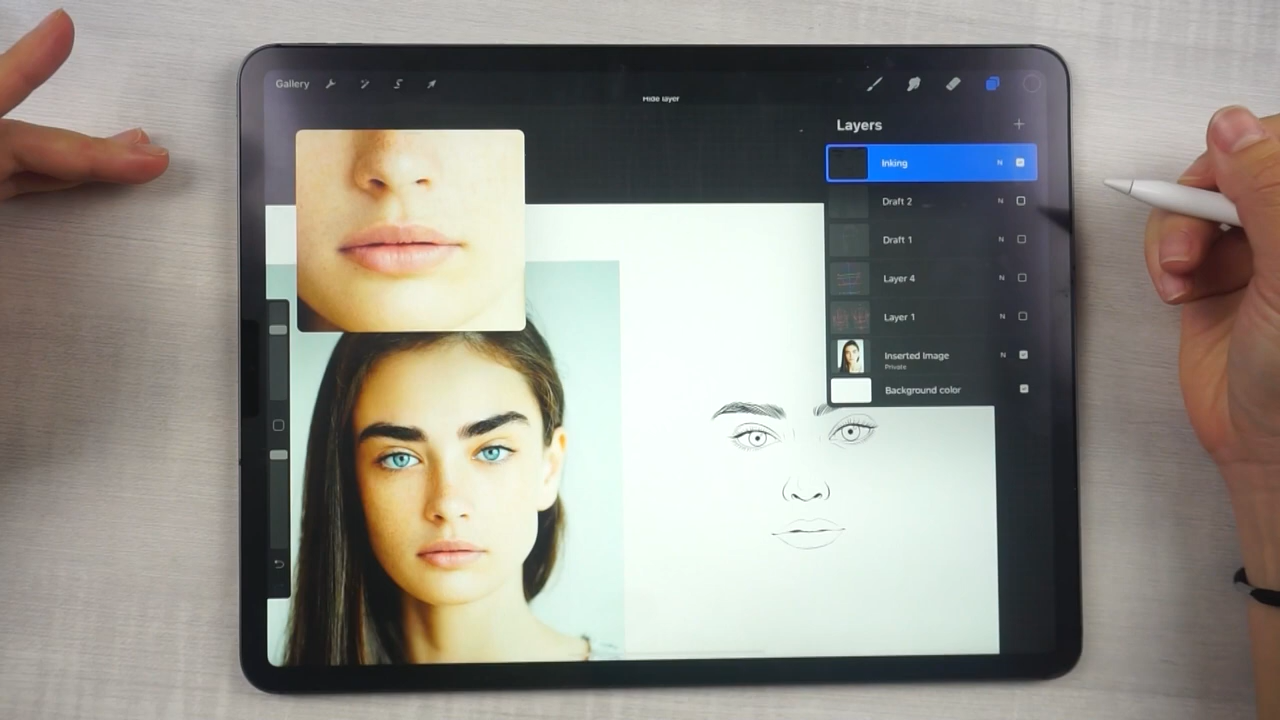 Gallery
Hide layer
Layers
Inking N
Draft 2 N
Draft 1 N
Layer 4 N
Layer 1 N
Inserted Image N
Private
Background color